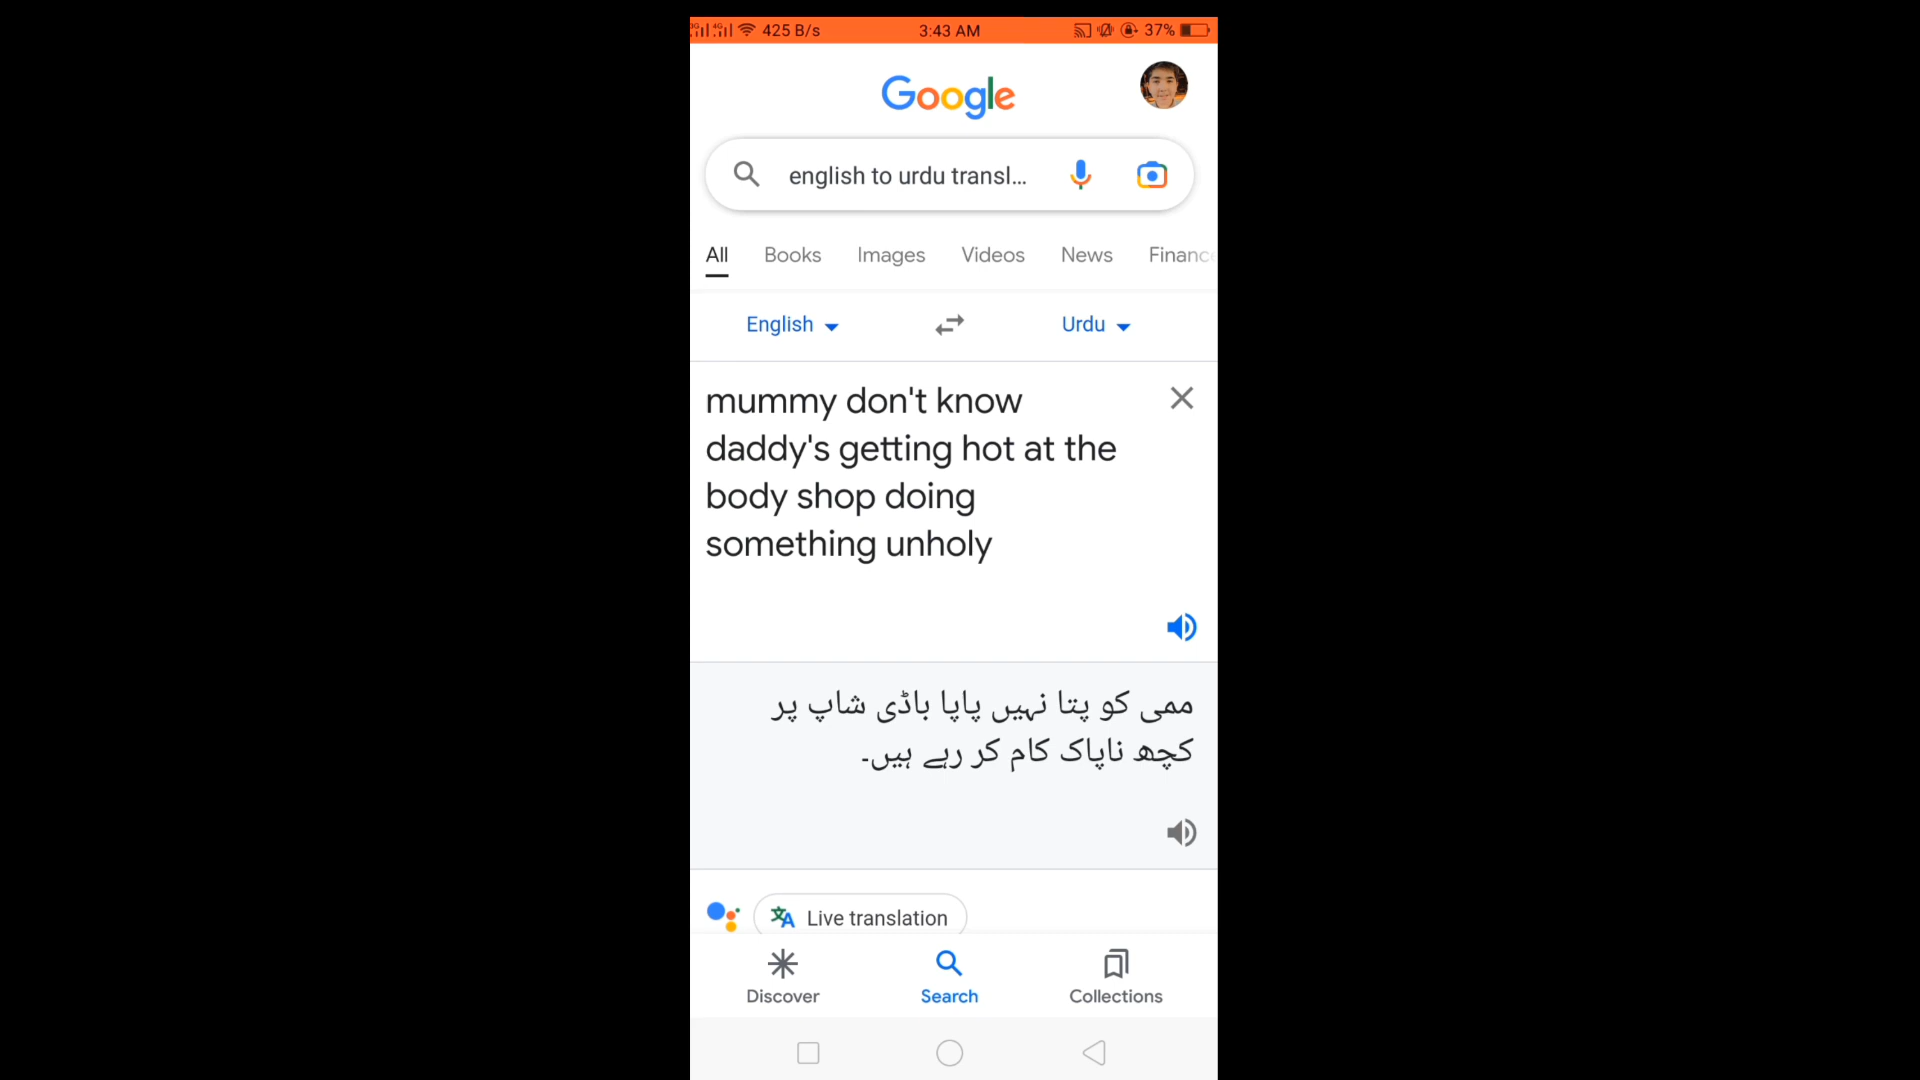 425 B/s 3:43 AM 37%
Google
english to urdu transl...
All Books Images Videos News Finance
English Urdu
mummy don't know
daddy's getting hot at the
body shop doing
something unholy
ممی کو پتا نہیں پاپا باڈی شاپ پر
کچھ ناپاک کام کر رہے ہیں۔
Live translation
Discover Search Collections